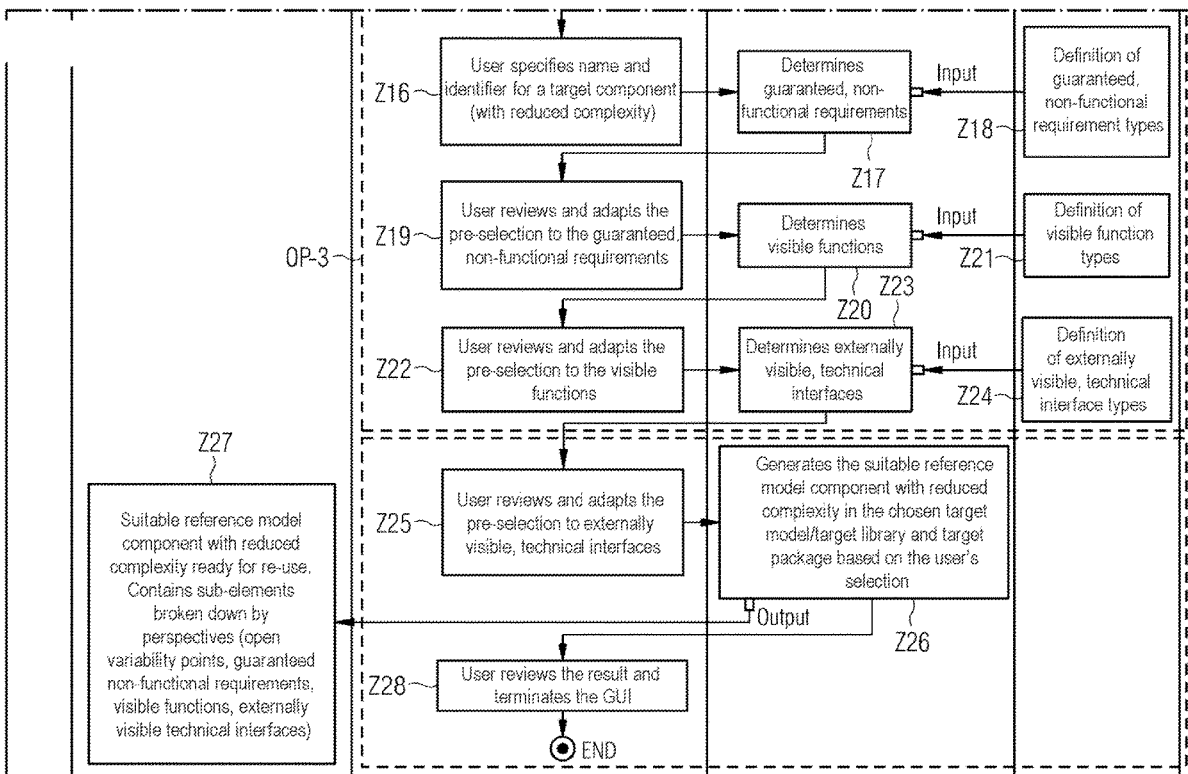 User specifies name and
identifier for a target component
(with reduced complexity)
Z16
Determines
guaranteed, non-
functional requirements
Z17
Input
Definition of
guaranteed,
non-functional
requirement types
Z18
OP-3
User reviews and adapts the
pre-selection to the guaranteed,
non-functional requirements
Z19
Determines
visible functions
Z20
Input
Definition of
visible function
types
Z21
User reviews and adapts the
pre-selection to the visible
functions
Z22
Z23
Determines externally
visible, technical
interfaces
Input
Definition
of externally
visible, technical
interface types
Z24
User reviews and adapta the
pre-selection to externally
visible, technical interfaces
Z25
Generates the suitable reference
model component with reduced
complexity in the chosen target
model/target library and target
package based on the user's
selection
Z26
Output
Z27
Suitable reference model
component with reduced
complexity ready for re-use.
Contains sub-elements
broken down by
perspectives (open
variability points, guaranteed
non-functional requirements,
visible functions, externally
visible technical interfaces)
User reviews the result and
terminates the GUI
Z28
END